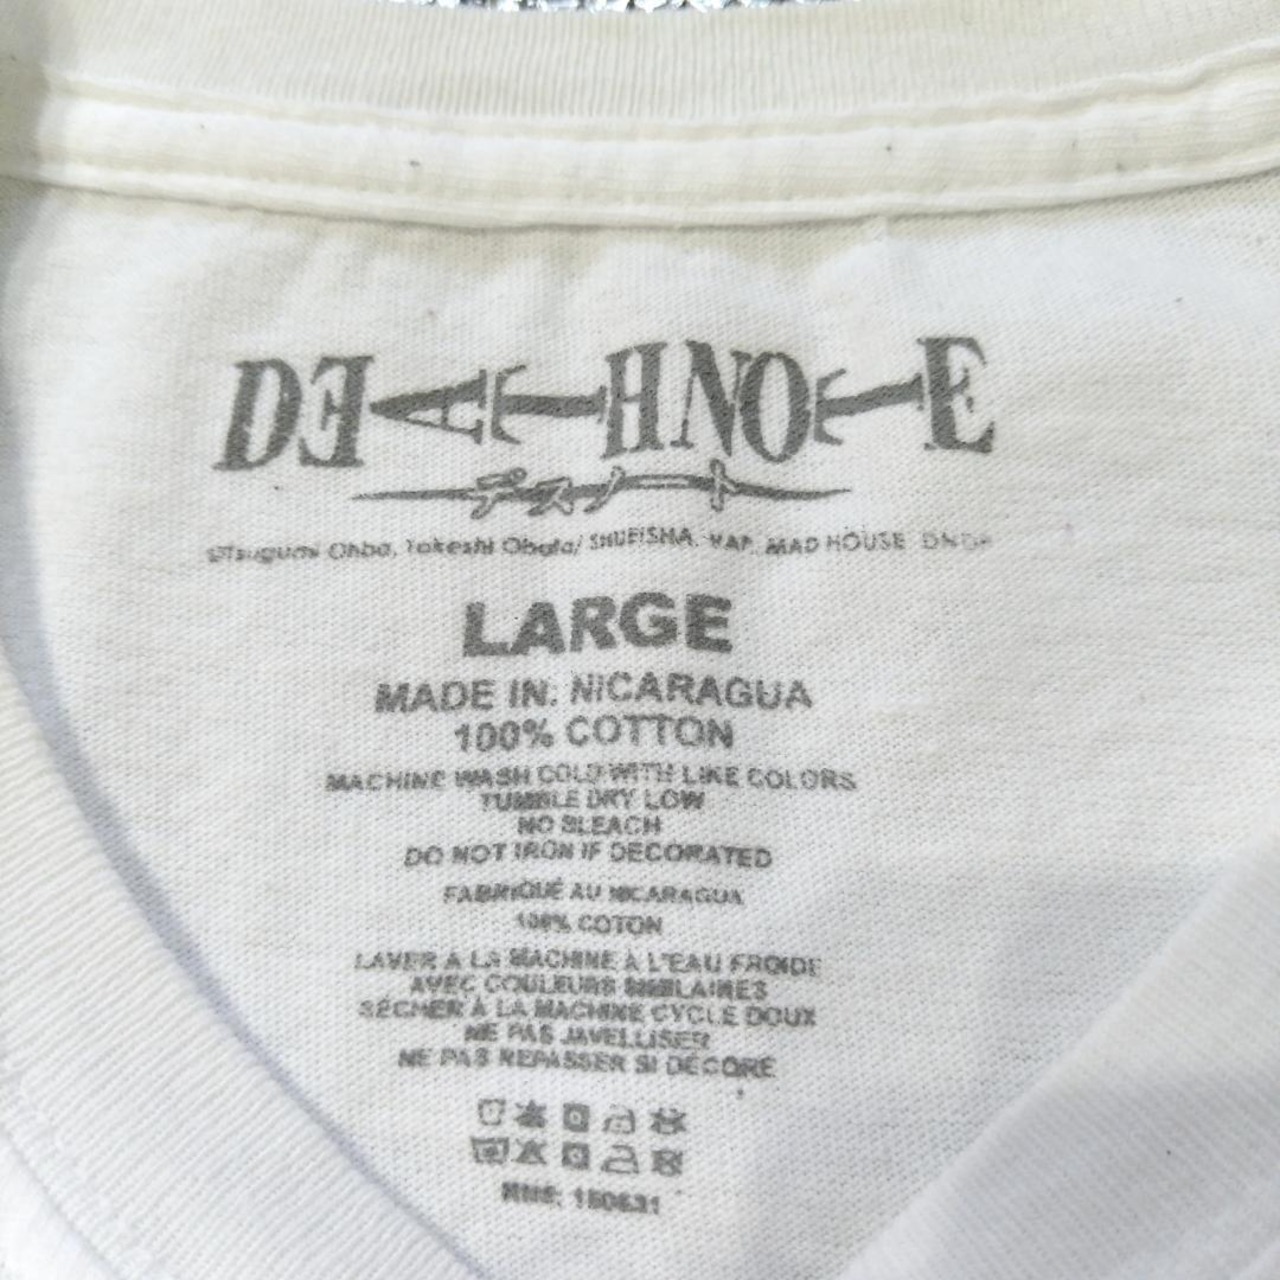 DEATH NOTE
デスノート
©Tsugumi Ohba, Takeshi Obata/ SHUEISHA. VAP, MAD HOUSE
LARGE
MADE IN: NICARAGUA
100% COTTON
MACHINE WASH COLD WITH LIKE COLORS
TUMBLE DRY LOW
NO BLEACH
DO NOT IRON IF DECORATED
FABRIQUÉ AU NICARAGUA
100% COTON
LAVER À LA MACHINE À L'EAU FROIDE
AVEC COULEURS SIMILAIRES
SÉCHER À LA MACHINE CYCLE DOUX
NE PAS JAVELLISER
NE PAS REPASSER SI DÉCORÉ